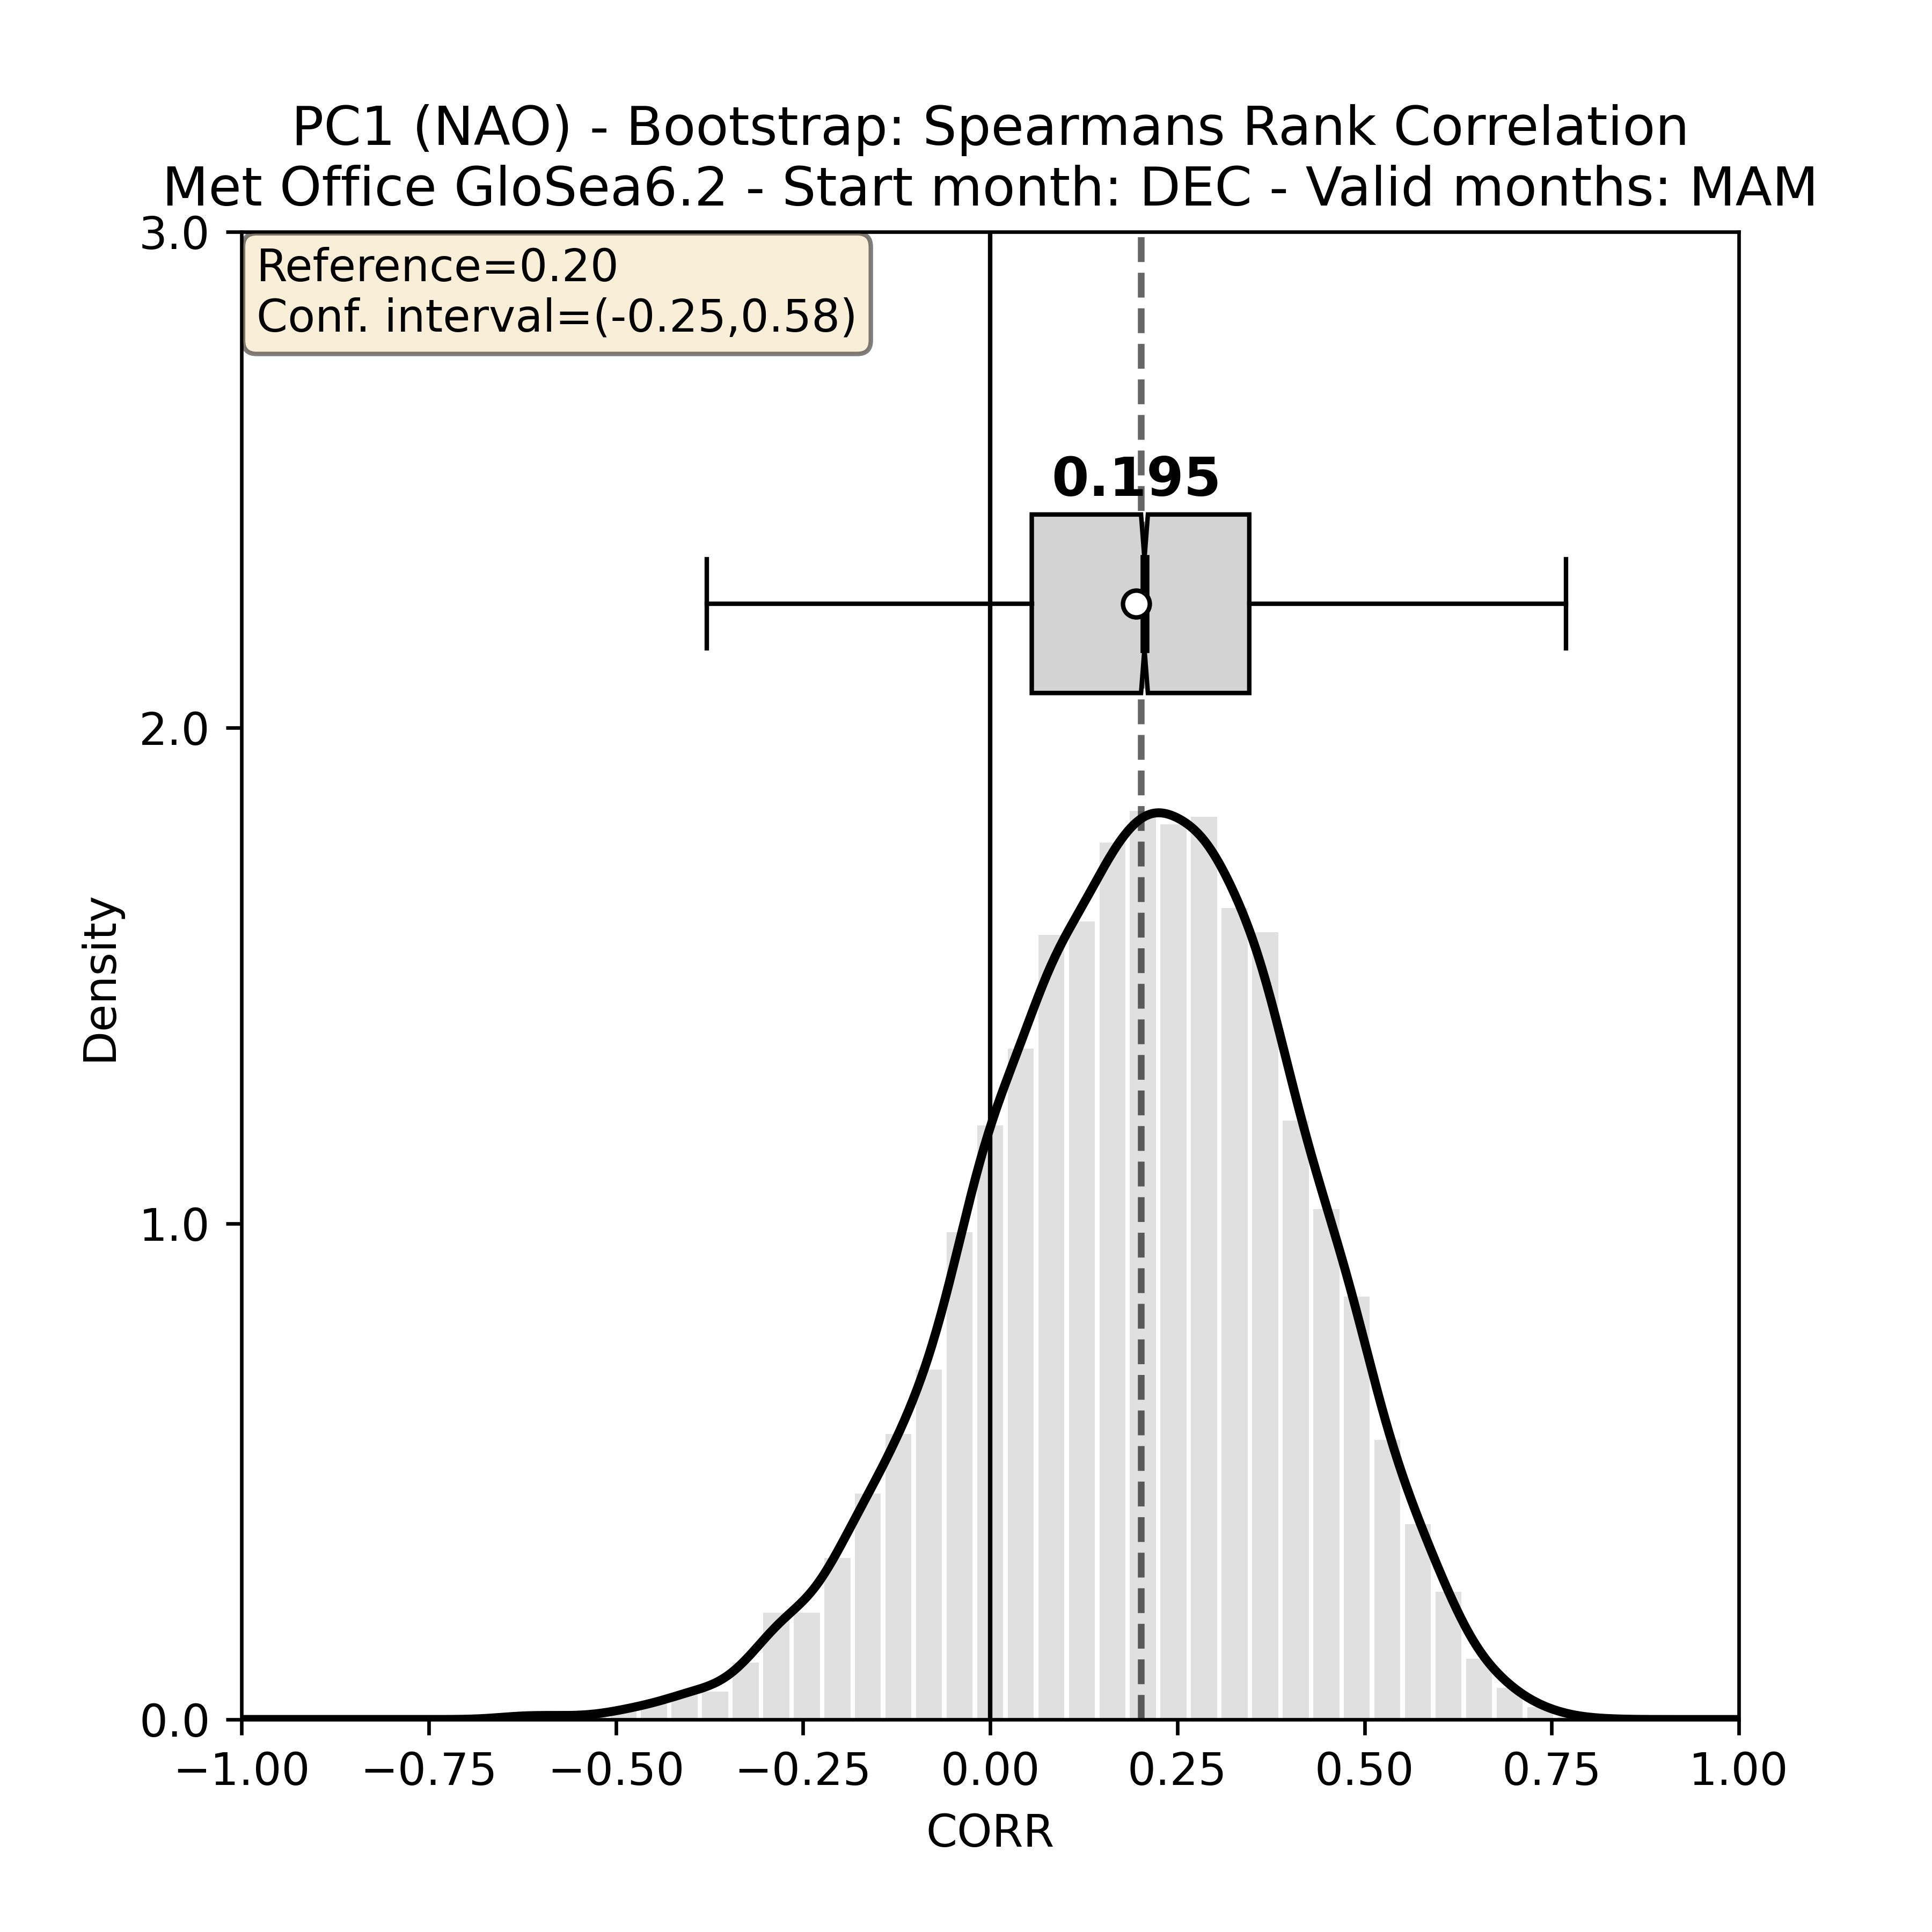 PC1 (NAO) - Bootstrap: Spearmans Rank Correlation
Met Office GloSea6.2 - Start month: DEC - Valid months: MAM
Reference=0.20
Conf. interval=(-0.25,0.58)
0.195
3.0
2.0
1.0
0.0
Density
−1.00 −0.75 −0.50 −0.25 0.00 0.25 0.50 0.75 1.00
CORR